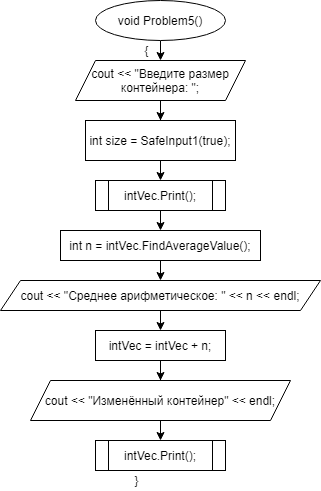 void Problem5()
{
cout << "Введите размер
контейнера: ";
int size = SafeInput1(true);
intVec.Print();
int n = intVec.FindAverageValue();
cout << "Среднее арифметическое: " << n << endl;
intVec = intVec + n;
cout << "Изменённый контейнер" << endl;
intVec.Print();
}